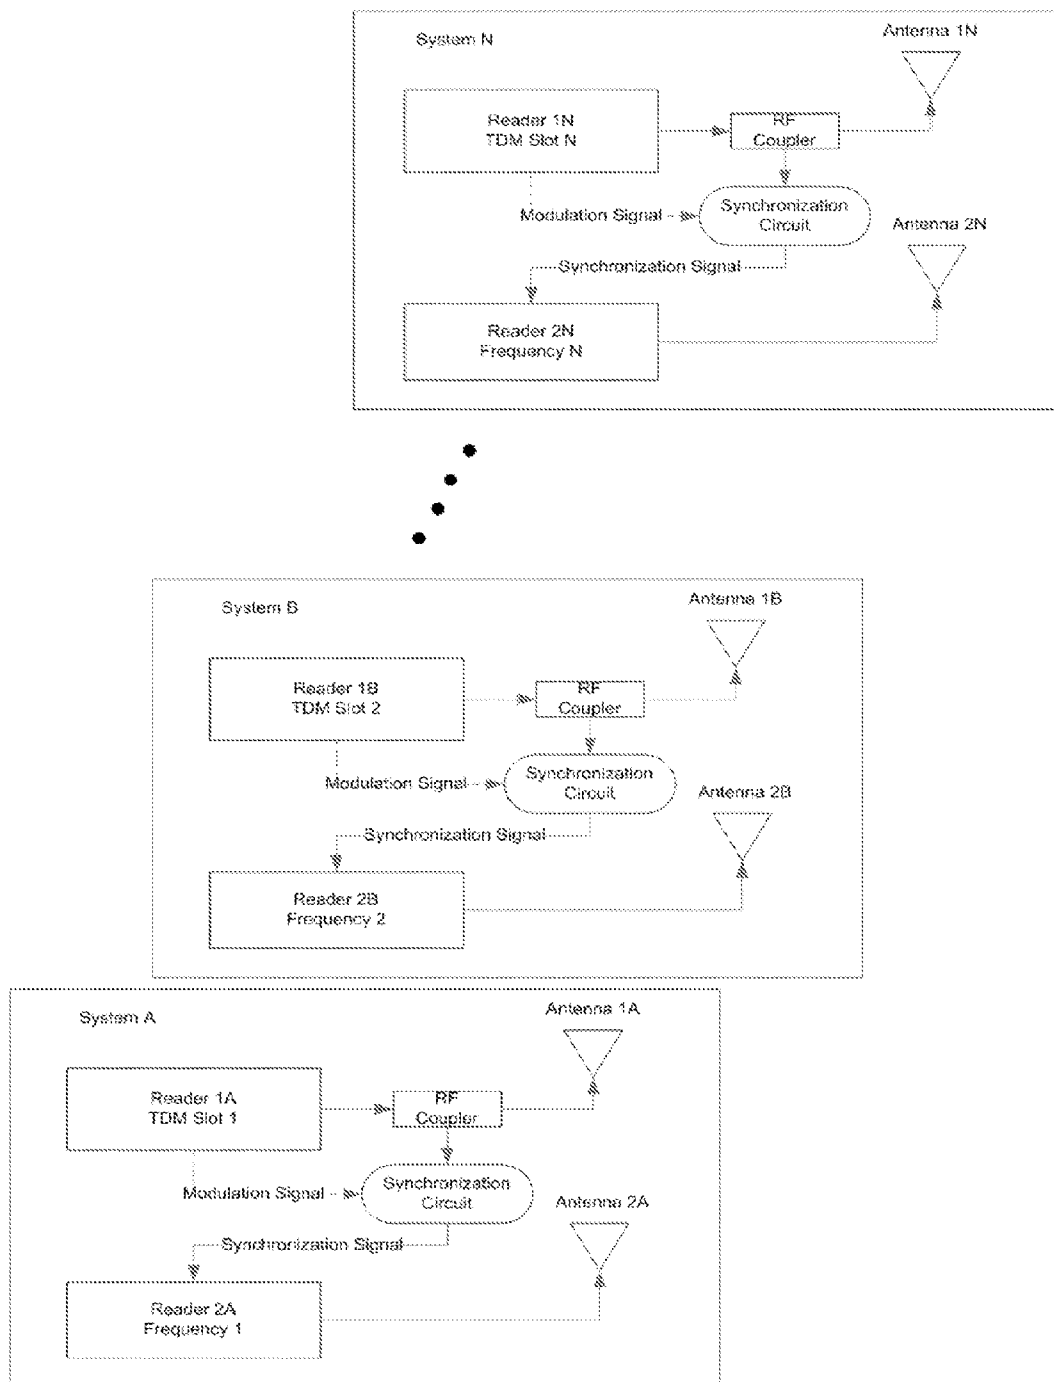 System N
Antenna 1N
Reader 1N
TDM Slot N
RF
Coupler
Synchronization
Circuit
Modulation Signal
Antenna 2N
Synchronization Signal
Reader 2N
Frequency N
System B
Antenna 1B
Reader 1B
TDM Slot 2
RF
Coupler
Synchronization
Circuit
Modulation Signal
Antenna 2B
Synchronization Signal
Reader 2B
Frequency 2
System A
Antenna 1A
Reader 1A
TDM Slot 1
RF
Coupler
Synchronization
Circuit
Modulation Signal
Antenna 2A
Synchronization Signal
Reader 2A
Frequency 1